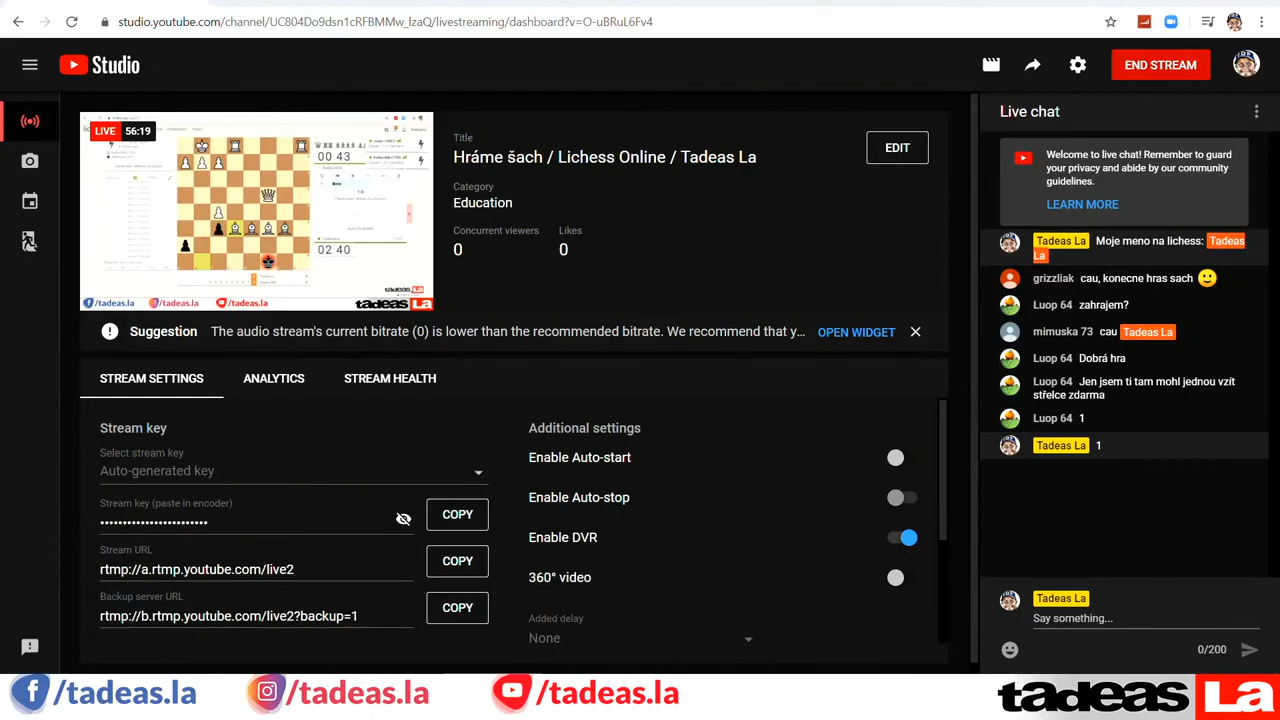 studio.youtube.com/channel/UC804Do9dsn1cRFBMMw_lzaQ/livestreaming/dashboard?v=O-uBRuL6Fv4
Studio
END STREAM
LIVE 56:19
00 43
02 40
/tadeas.la /tadeas.la /tadeas.la tadeas La
Title
Hráme šach / Lichess Online / Tadeas La
EDIT
Category
Education
Concurrent viewers Likes
0 0
Suggestion The audio stream's current bitrate (0) is lower than the recommended bitrate. We recommend that y... OPEN WIDGET
STREAM SETTINGS ANALYTICS STREAM HEALTH
Stream key
Select stream key
Auto-generated key
Stream key (paste in encoder)
••••••••••••••••••••••••
COPY
Stream URL
rtmp://a.rtmp.youtube.com/live2
COPY
Backup server URL
rtmp://b.rtmp.youtube.com/live2?backup=1
COPY
Additional settings
Enable Auto-start
Enable Auto-stop
Enable DVR
360° video
Added delay
None
Live chat
Welcome to live chat! Remember to guard
your privacy and abide by our community
guidelines.
LEARN MORE
Tadeas La Moje meno na lichess: Tadeas
La
grizzliak cau, konecne hras sach
Luop 64 zahrajem?
mimuska 73 cau Tadeas La
Luop 64 Dobrá hra
Luop 64 Jen jsem ti tam mohl jednou vzít
střelce zdarma
Luop 64 1
Tadeas La 1
Tadeas La
Say something...
0/200
/tadeas.la /tadeas.la /tadeas.la tadeas La